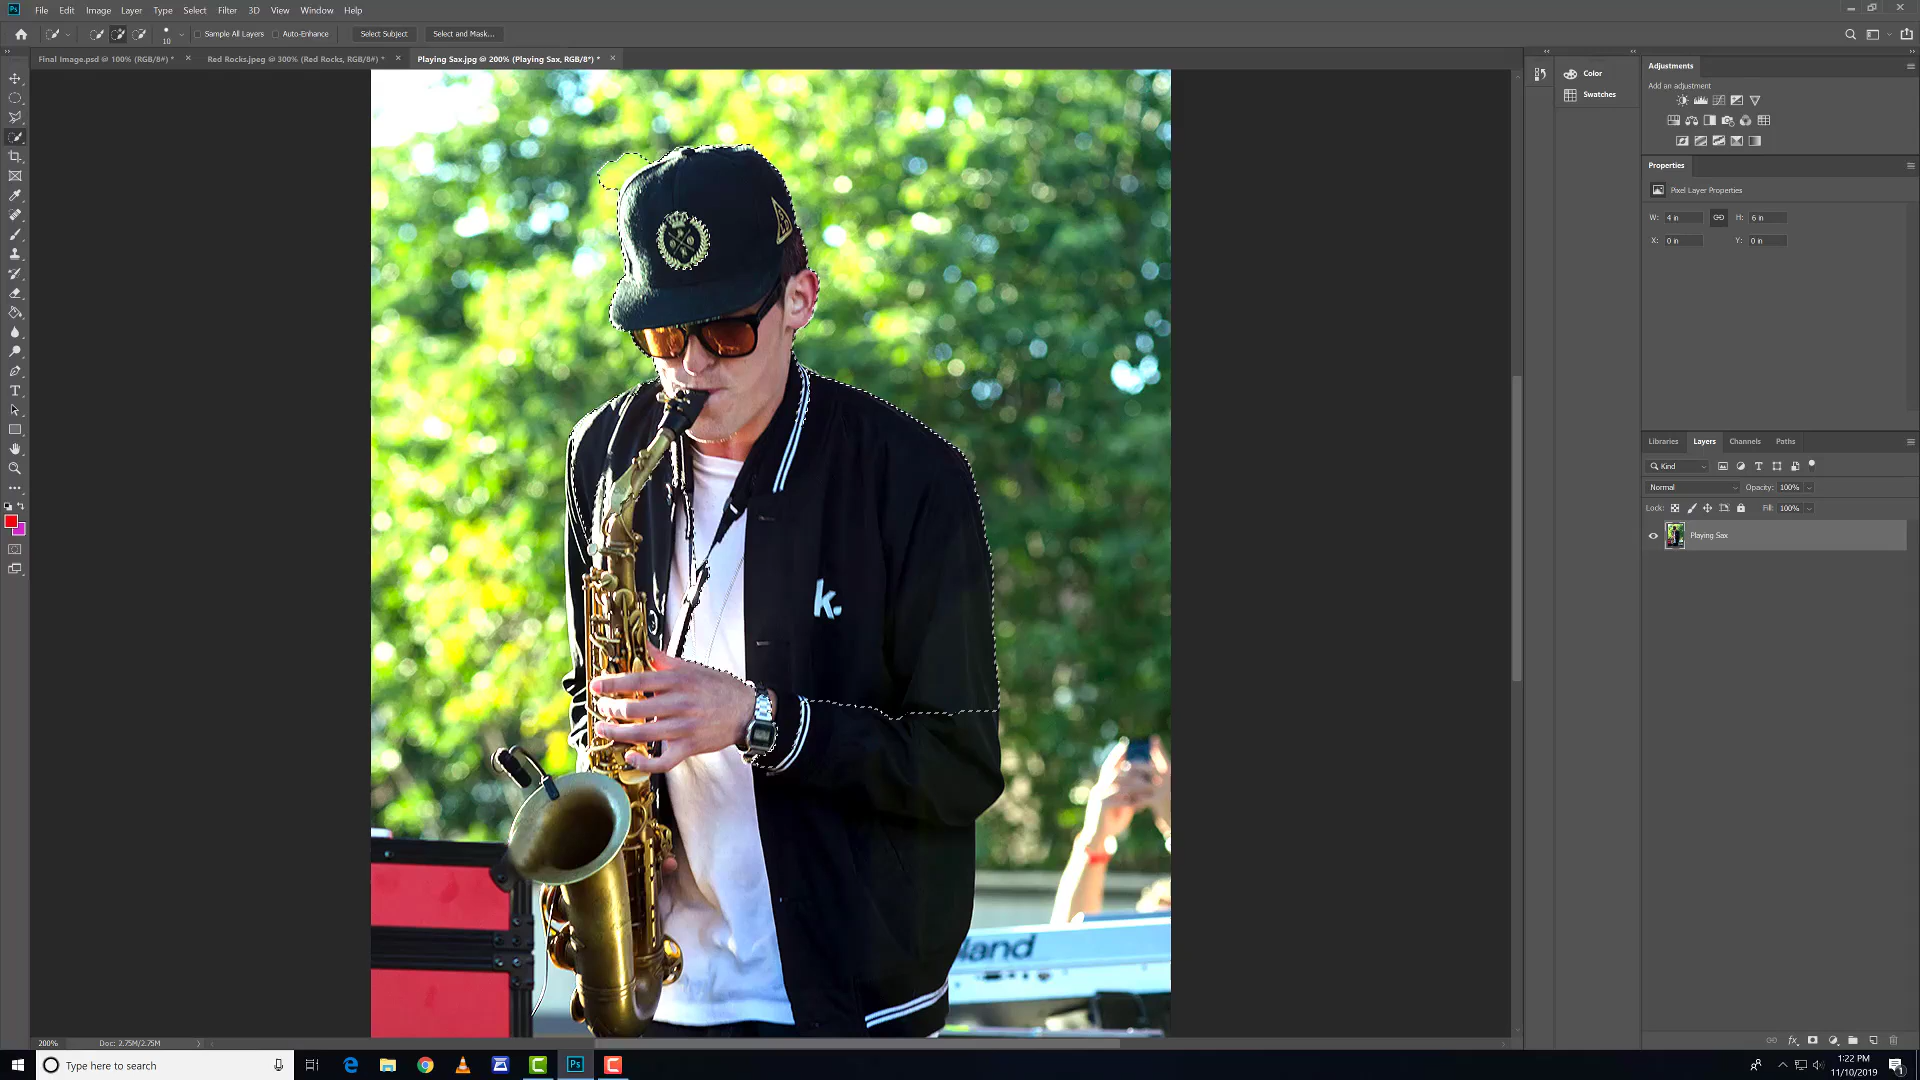 File Edit Image Layer Type Select Filter 3D View Window Help
10 Sample All Layers Auto-Enhance Select Subject Select and Mask...
Final Image.psd @ 100% (RGB/8#) * Red Rocks.jpeg @ 300% (Red Rocks, RGB/8#) * Playing Sax.jpg @ 200% (Playing Sax, RGB/8*) *
Color
Swatches
Adjustments
Add an adjustment
Properties
Pixel Layer Properties
W: 4 in H: 6 in
X: 0 in Y: 0 in
Libraries Layers Channels Paths
Kind
Normal Opacity: 100%
Lock: Fill: 100%
Playing Sax
k.
land
200% Doc: 2.75M/2.75M
Type here to search
1:22 PM
11/10/2019